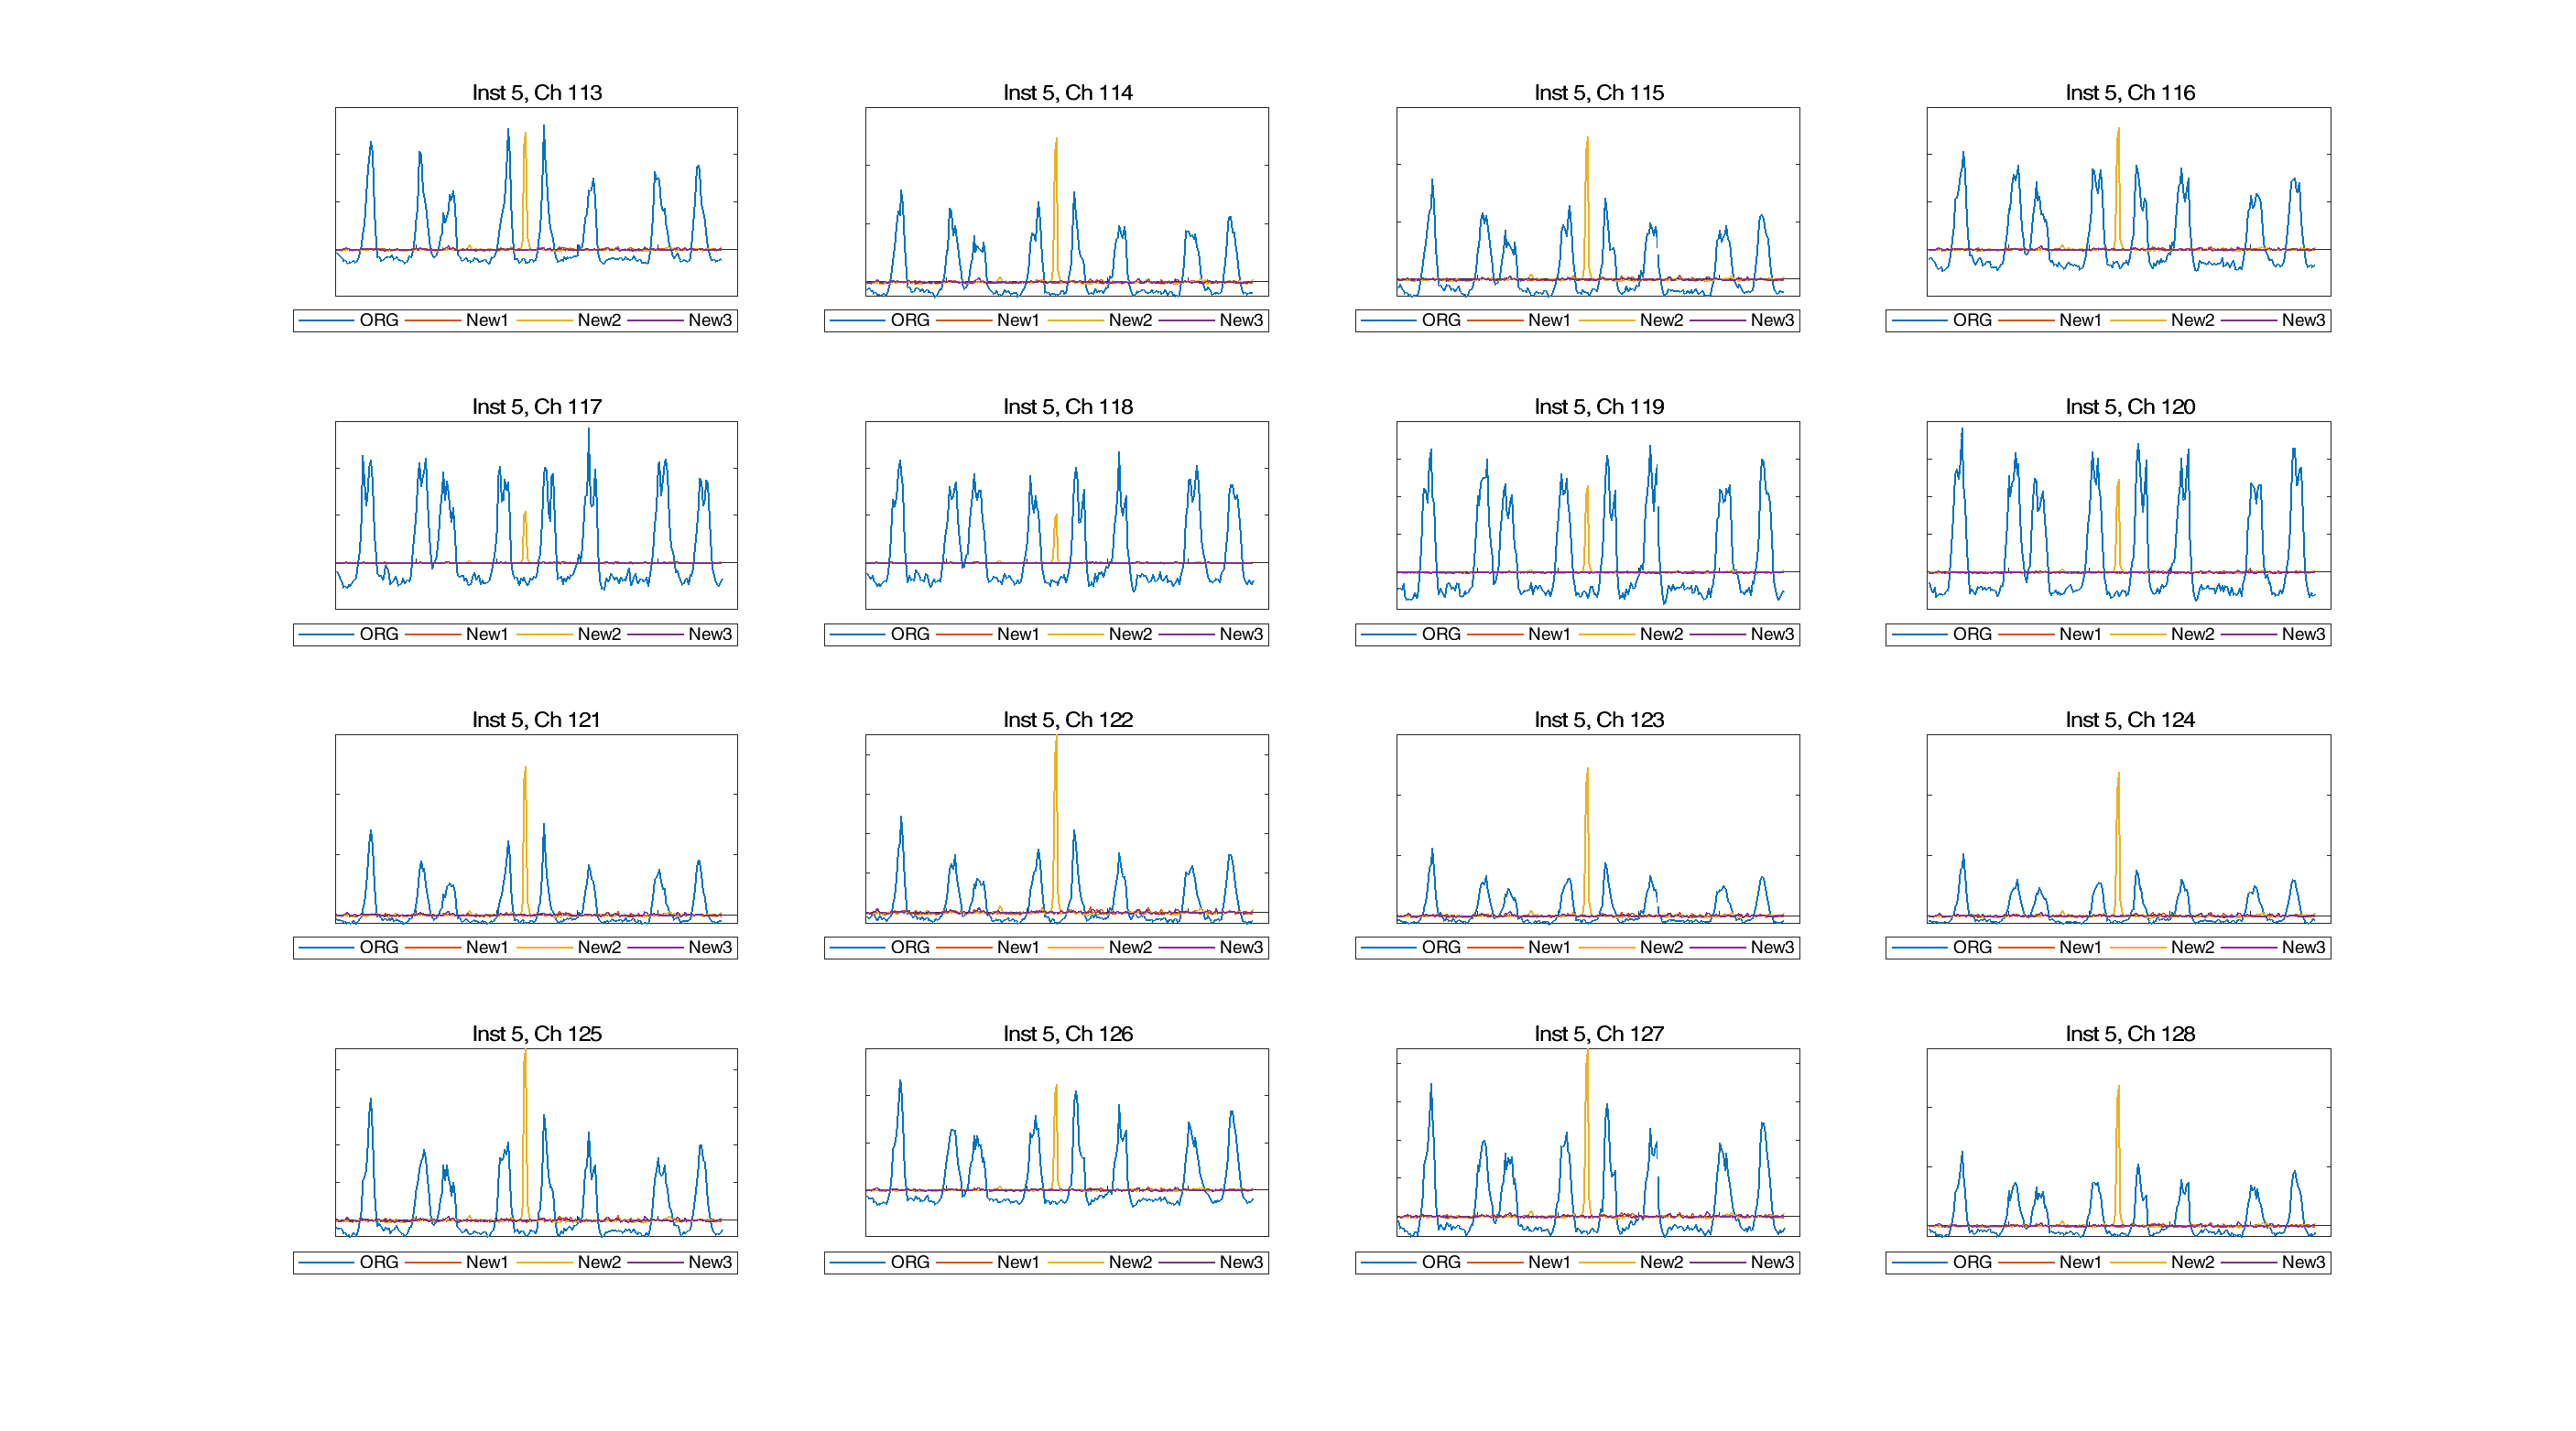 Inst 5, Ch 113
Inst 5, Ch 114
Inst 5, Ch 115
Inst 5, Ch 116
ORG New1 New2 New3
ORG New1 New2 New3
ORG New1 New2 New3
ORG New1 New2 New3
Inst 5, Ch 117
Inst 5, Ch 118
Inst 5, Ch 119
Inst 5, Ch 120
ORG New1 New2 New3
ORG New1 New2 New3
ORG New1 New2 New3
ORG New1 New2 New3
Inst 5, Ch 121
Inst 5, Ch 122
Inst 5, Ch 123
Inst 5, Ch 124
ORG New1 New2 New3
ORG New1 New2 New3
ORG New1 New2 New3
ORG New1 New2 New3
Inst 5, Ch 125
Inst 5, Ch 126
Inst 5, Ch 127
Inst 5, Ch 128
ORG New1 New2 New3
ORG New1 New2 New3
ORG New1 New2 New3
ORG New1 New2 New3